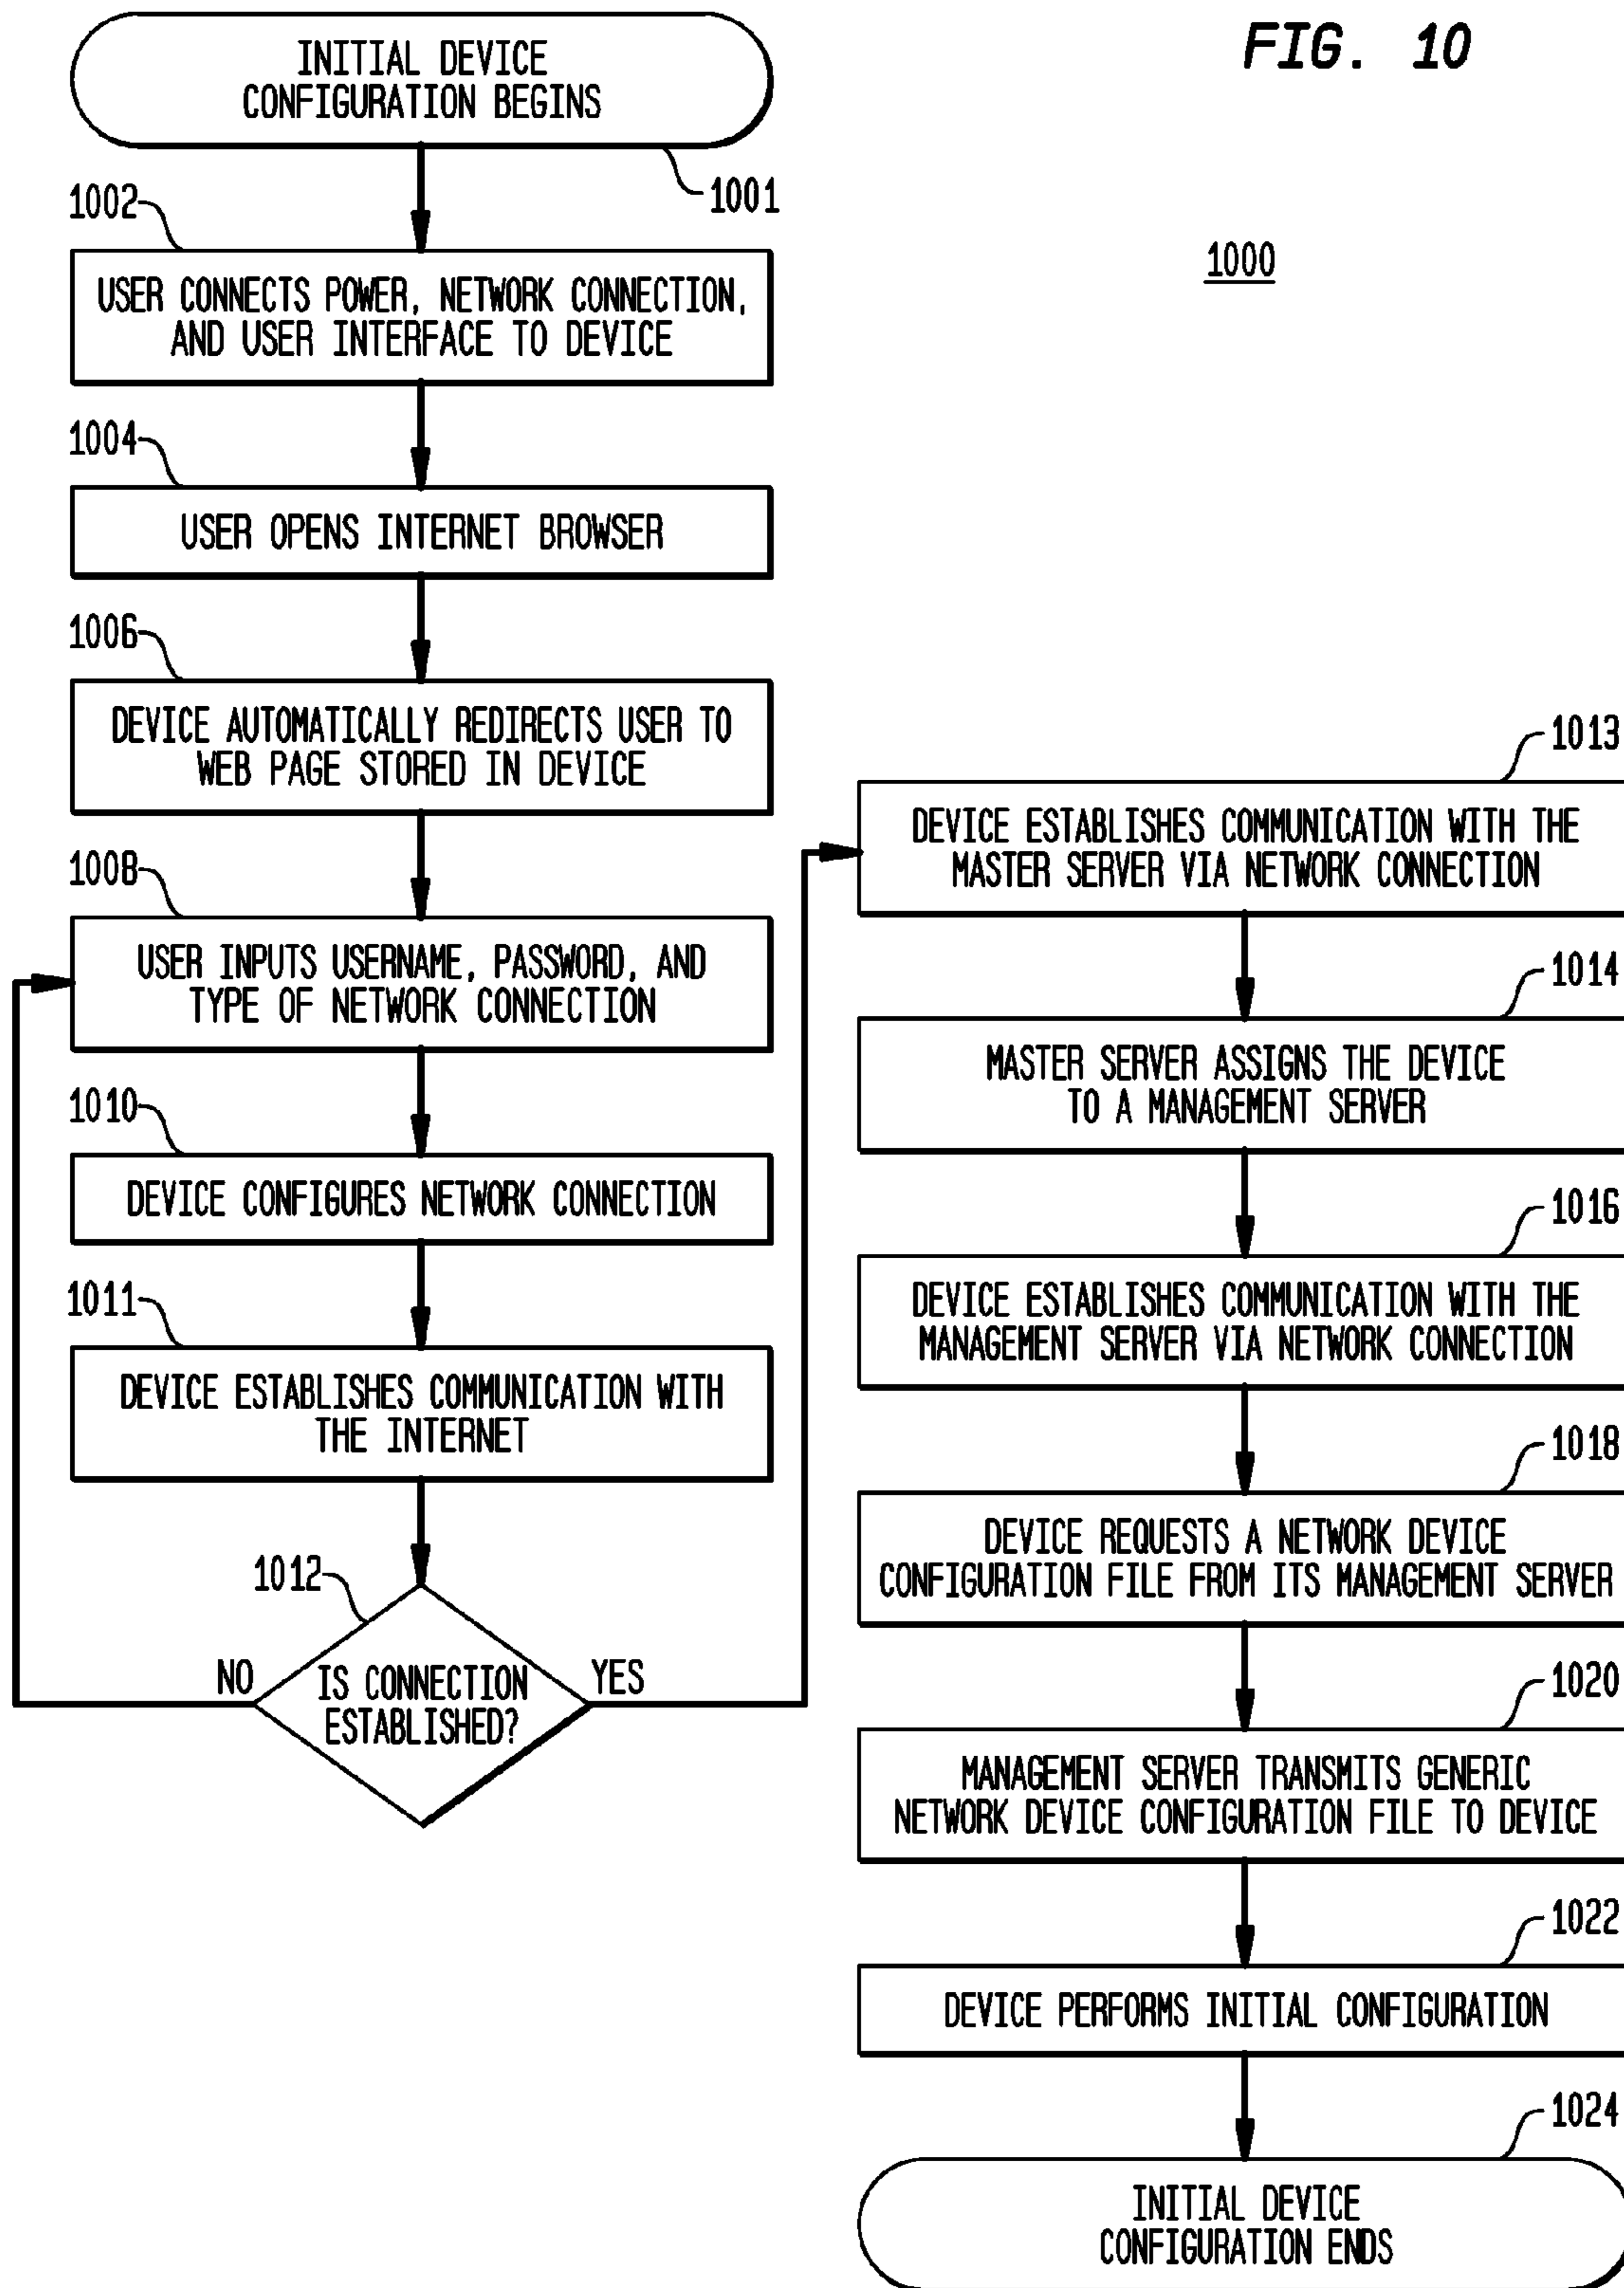 FIG. 10
1000
INITIAL DEVICE
CONFIGURATION BEGINS
1001
1002
USER CONNECTS POWER, NETWORK CONNECTION,
AND USER INTERFACE TO DEVICE
1004
USER OPENS INTERNET BROWSER
1006
DEVICE AUTOMATICALLY REDIRECTS USER TO
WEB PAGE STORED IN DEVICE
1008
USER INPUTS USERNAME, PASSWORD, AND
TYPE OF NETWORK CONNECTION
1010
DEVICE CONFIGURES NETWORK CONNECTION
1011
DEVICE ESTABLISHES COMMUNICATION WITH
THE INTERNET
1012
IS CONNECTION
ESTABLISHED?
NO
YES
1013
DEVICE ESTABLISHES COMMUNICATION WITH THE
MASTER SERVER VIA NETWORK CONNECTION
1014
MASTER SERVER ASSIGNS THE DEVICE
TO A MANAGEMENT SERVER
1016
DEVICE ESTABLISHES COMMUNICATION WITH THE
MANAGEMENT SERVER VIA NETWORK CONNECTION
1018
DEVICE REQUESTS A NETWORK DEVICE
CONFIGURATION FILE FROM ITS MANAGEMENT SERVER
1020
MANAGEMENT SERVER TRANSMITS GENERIC
NETWORK DEVICE CONFIGURATION FILE TO DEVICE
1022
DEVICE PERFORMS INITIAL CONFIGURATION
1024
INITIAL DEVICE
CONFIGURATION ENDS